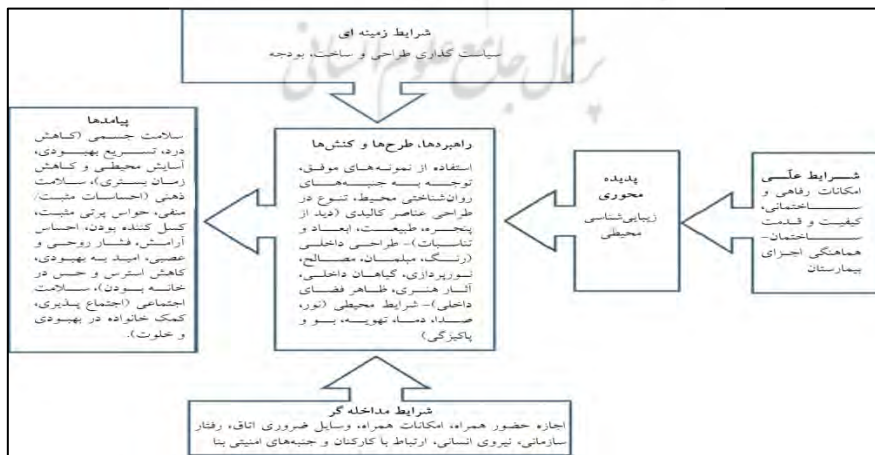 شرایط زمینه ای
سیاست گذاری طراحی و ساخت، بودجه
پرتال جامع علوم انسانی
شرایط علّی
امکانات رفاهی و
ساختمانی،
کیفیت و قدمت
ساختمان-
هماهنگی اجزای
بیمارستان
پدیده
محوری
زیبایی‌شناسی
محیطی
راهبردها، طرح‌ها و کنش‌ها
استفاده از نمونه‌های موفق،
توجه به جنبه‌های
روان‌شناختی محیط، تنوع در
طراحی عناصر کالبدی (دید از
پنجره، طبیعت، ابعاد و
تناسبات)- طراحی داخلی
(رنگ، مبلمان، مصالح،
نورپردازی، گیاهان داخلی،
آثار هنری، ظاهر فضای
داخلی)- شرایط محیطی (نور،
صدا، دما، تهویه، بو و
پاکیزگی)
پیامدها
سلامت جسمی (کاهش
درد، تسریع بهبودی،
آسایش محیطی و کاهش
زمان بستری)، سلامت
ذهنی (احساسات مثبت/
منفی، حواس پرتی مثبت،
کسل کننده بودن، احساس
آرامش، فشار روحی و
عصبی، امید به بهبودی،
کاهش استرس و حس در
خانه بودن)، سلامت
اجتماعی (اجتماع پذیری،
کمک خانواده در بهبودی
و خلوت).
شرایط مداخله گر
اجازه حضور همراه، امکانات همراه، وسایل ضروری اتاق، رفتار
سازمانی، نیروی انسانی، ارتباط با کارکنان و جنبه‌های امنیتی بنا